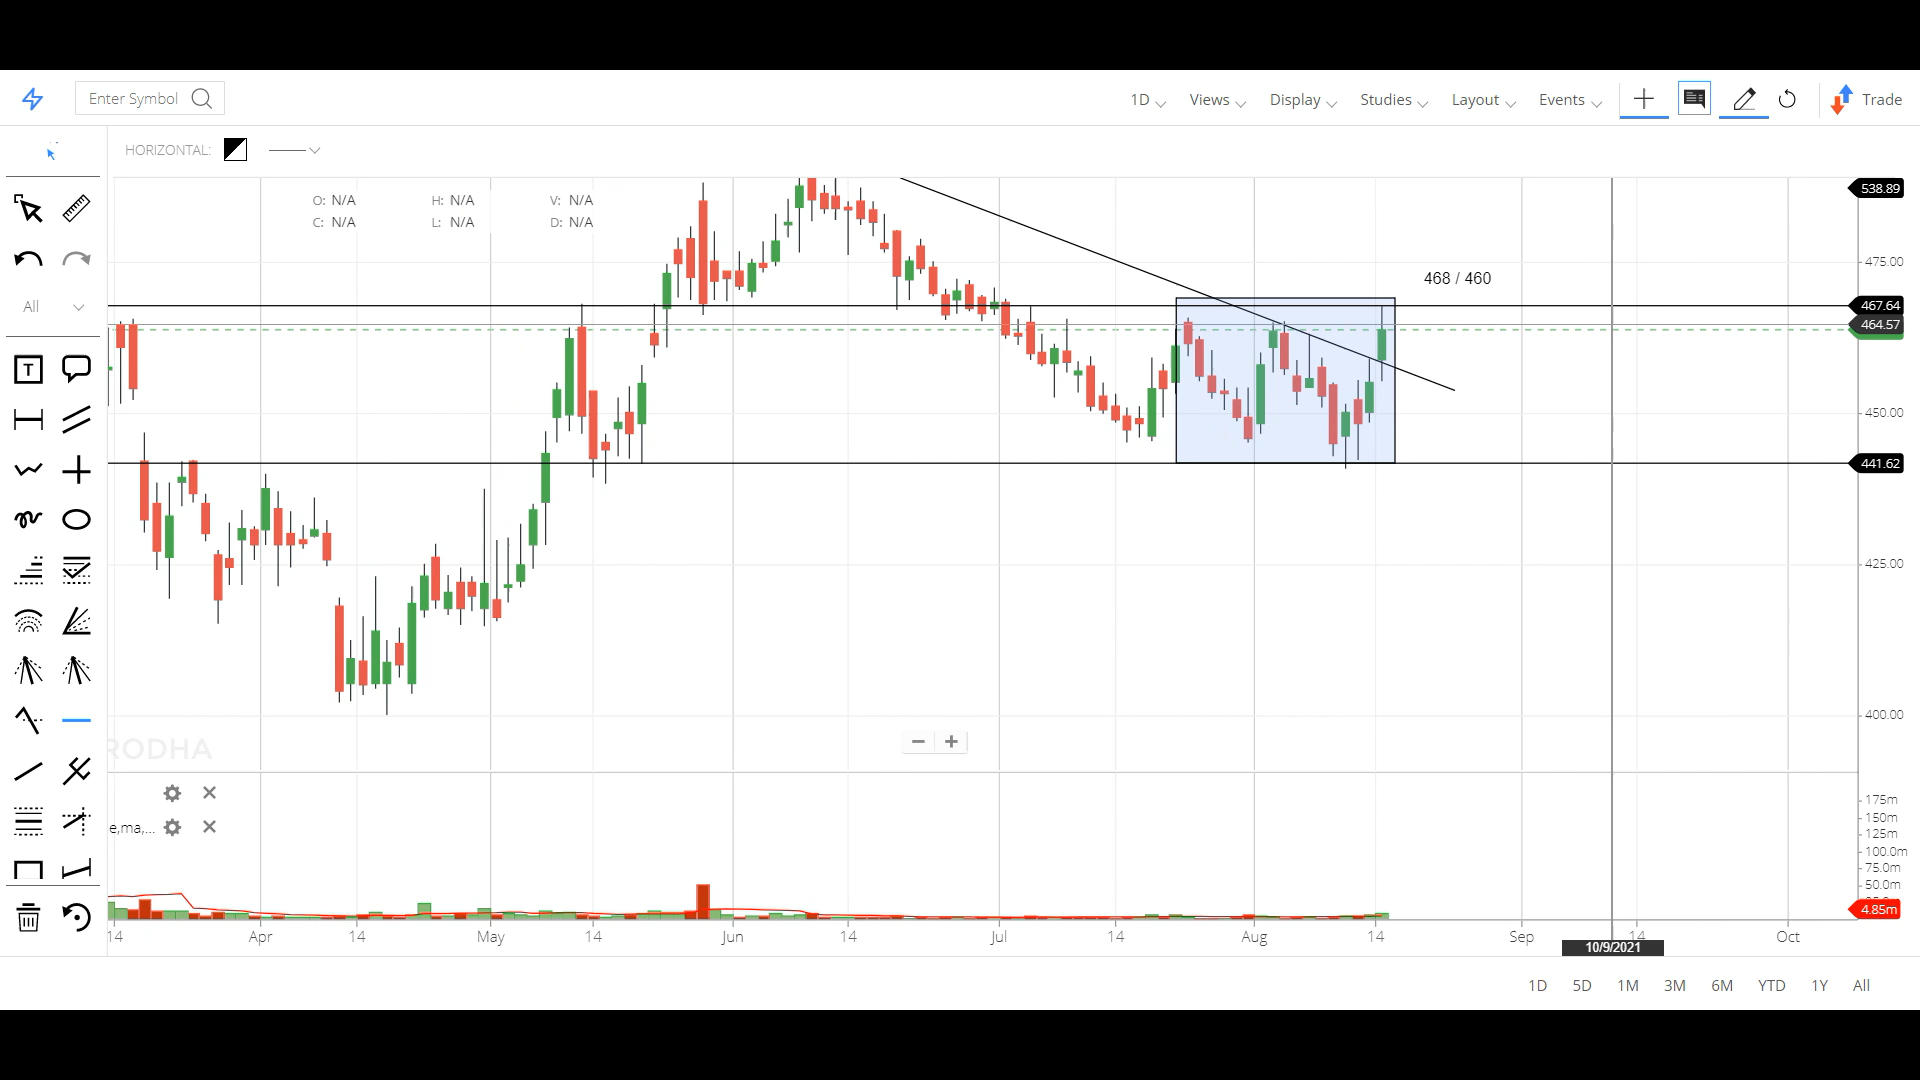 Enter Symbol
1D Views Display Studies Layout Events Trade
HORIZONTAL:
O: N/A H: N/A V: N/A
C: N/A L: N/A D: N/A
538.89
475.00
468 / 460
467.64
464.57
All
T
450.00
441.62
425.00
400.00
RODHA
175m
150m
e,ma,...
125m
100.0m
75.0m
50.0m
4.85m
14 Apr 14 May 14 Jun 14 Jul 14 Aug 14 Sep 14 Oct
10/9/2021
1D 5D 1M 3M 6M YTD 1Y All